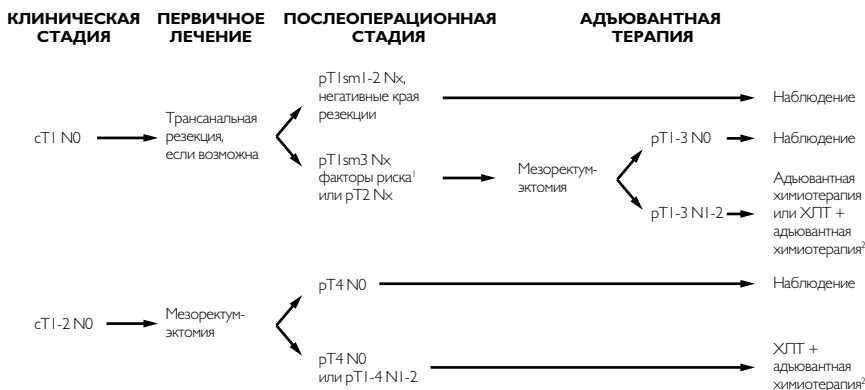 КЛИНИЧЕСКАЯ
СТАДИЯ
ПЕРВИЧНОЕ
ЛЕЧЕНИЕ
ПОСЛЕОПЕРАЦИОННАЯ
СТАДИЯ
АДЪЮВАНТНАЯ
ТЕРАПИЯ
cT1 N0
Трансанальная
резекция,
если возможна
pT1sm1-2 Nx,
негативные края
резекции
Наблюдение
pT1sm3 Nx
факторы риска¹
или pT2 Nx
Мезоректум-
эктомия
pT1-3 N0
Наблюдение
pT1-3 N1-2
Адьювантная
химиотерапия
или ХЛТ +
адьювантная
химиотерапия²
cT1-2 N0
Мезоректум-
эктомия
pT4 N0
Наблюдение
pT4 N0
или pT1-4 N1-2
ХЛТ +
адьювантная
химиотерапия²